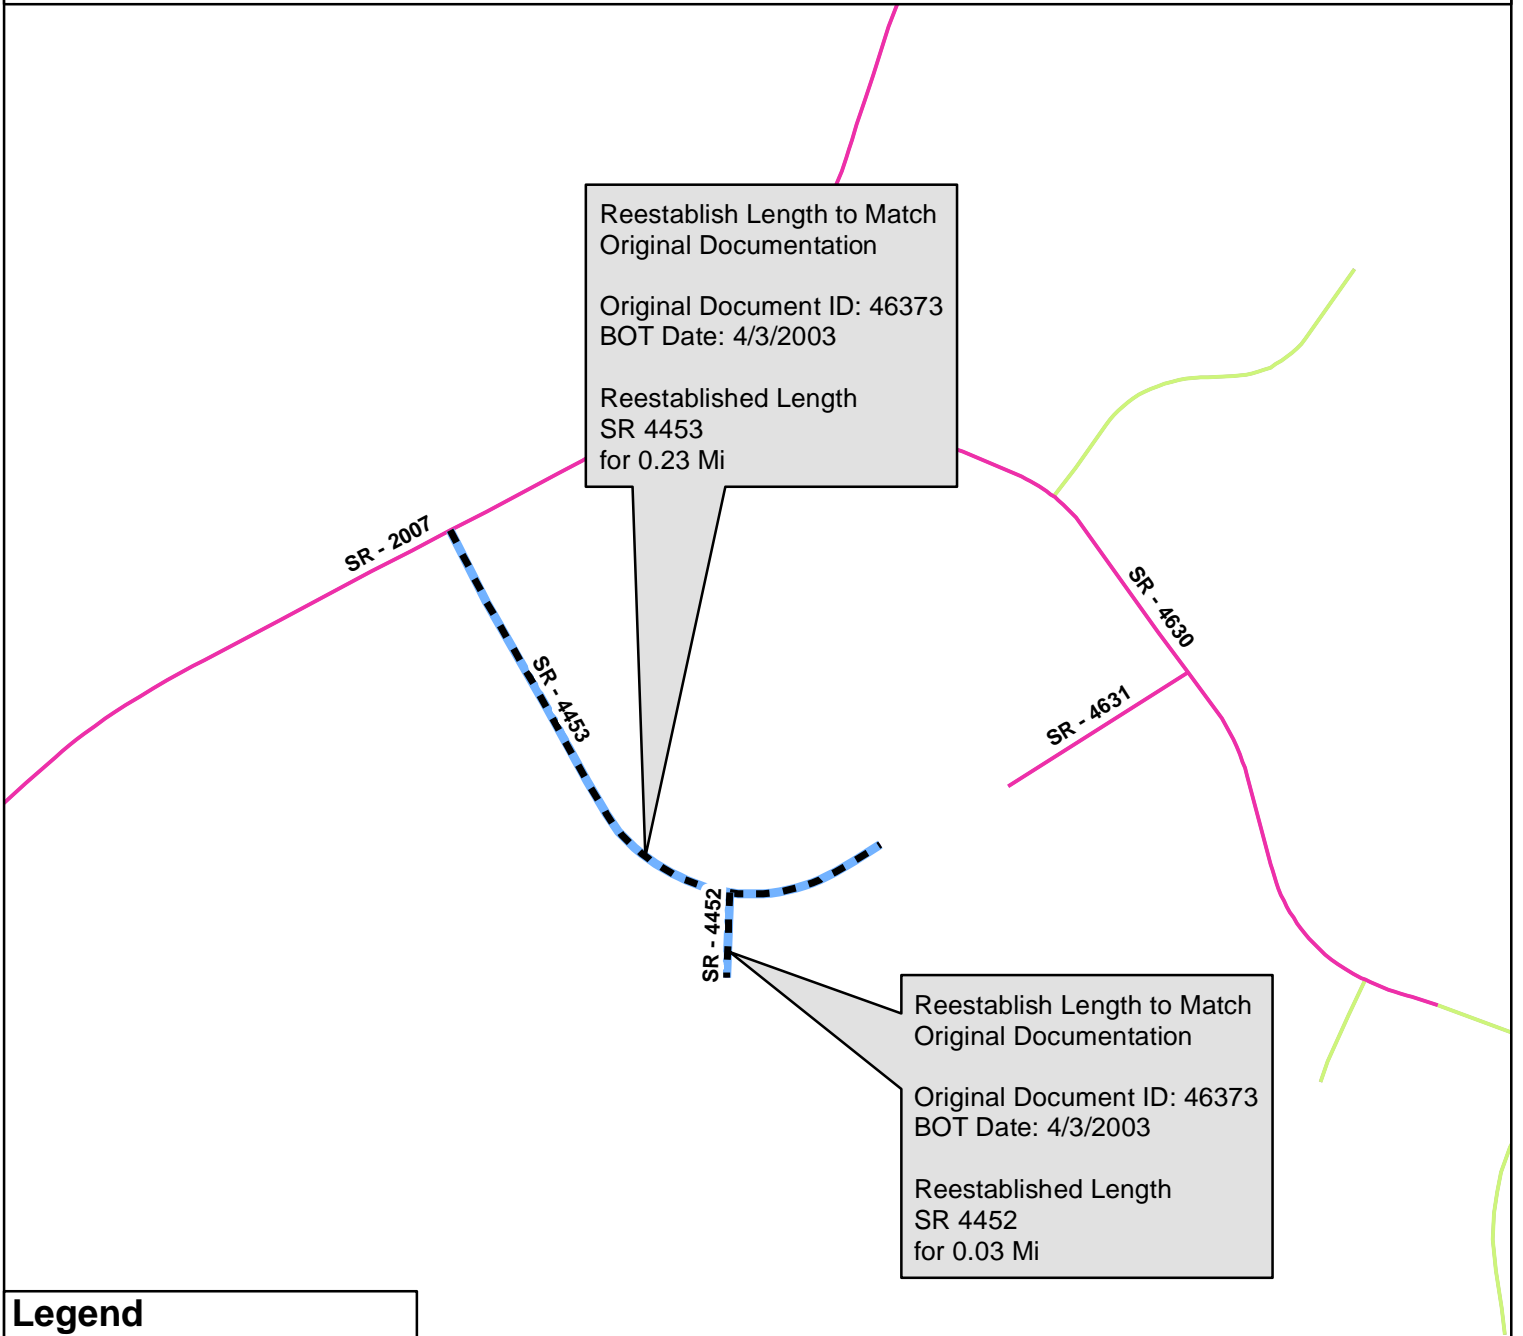 Reestablish Length to Match
Original Documentation
Original Document ID: 46373
BOT Date: 4/3/2003
Reestablished Length
SR 4453
for 0.23 Mi
SR - 2007
SR - 4453
SR - 4630
SR - 4631
SR - 4452
Reestablish Length to Match
Original Documentation
Original Document ID: 46373
BOT Date: 4/3/2003
Reestablished Length
SR 4452
for 0.03 Mi
Legend